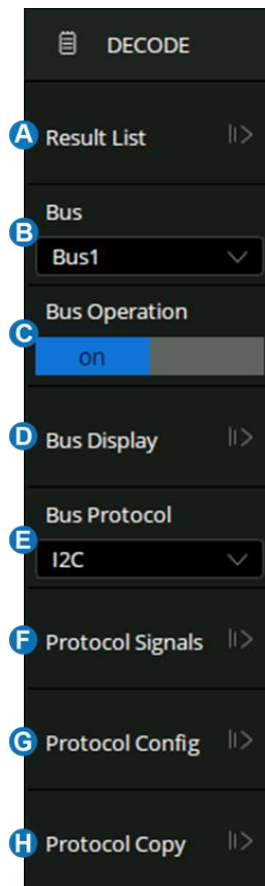 DECODE
A Result List
Bus
B
Bus1
Bus Operation
C
on
D Bus Display
Bus Protocol
E
I2C
F Protocol Signals
G Protocol Config
H Protocol Copy